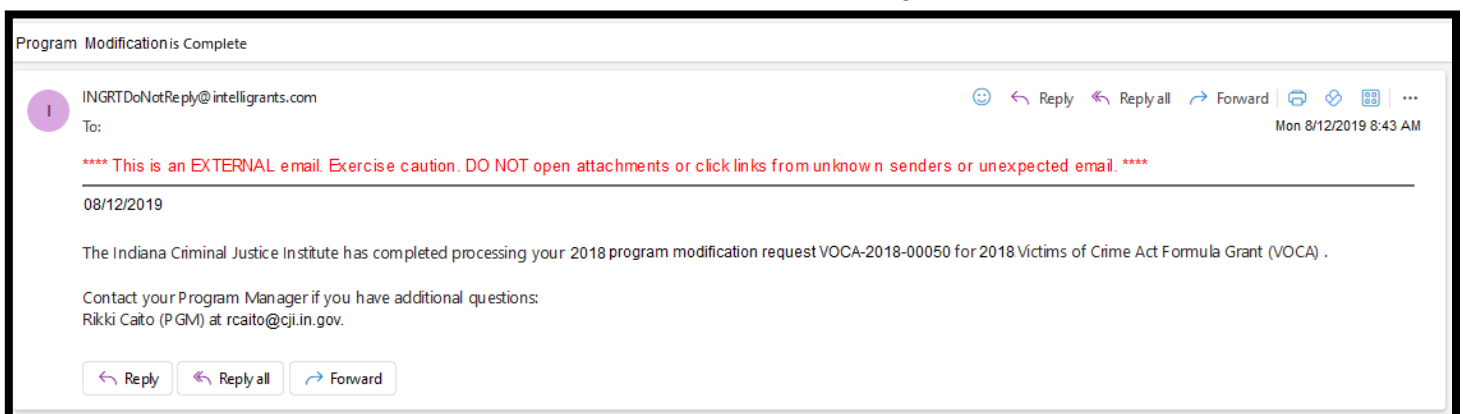 Program Modification is Complete
I
INGRTDoNotReply@intelligrants.com
Reply Reply all Forward ...
To:
Mon 8/12/2019 8:43 AM
**** This is an EXTERNAL email. Exercise caution. DO NOT open attachments or click links from unknown senders or unexpected email. ****
08/12/2019
The Indiana Criminal Justice Institute has completed processing your 2018 program modification request VOCA-2018-00050 for 2018 Victims of Crime Act Formula Grant (VOCA) .
Contact your Program Manager if you have additional questions:
Rikki Caito (PGM) at rcaito@cji.in.gov.
Reply Reply all Forward